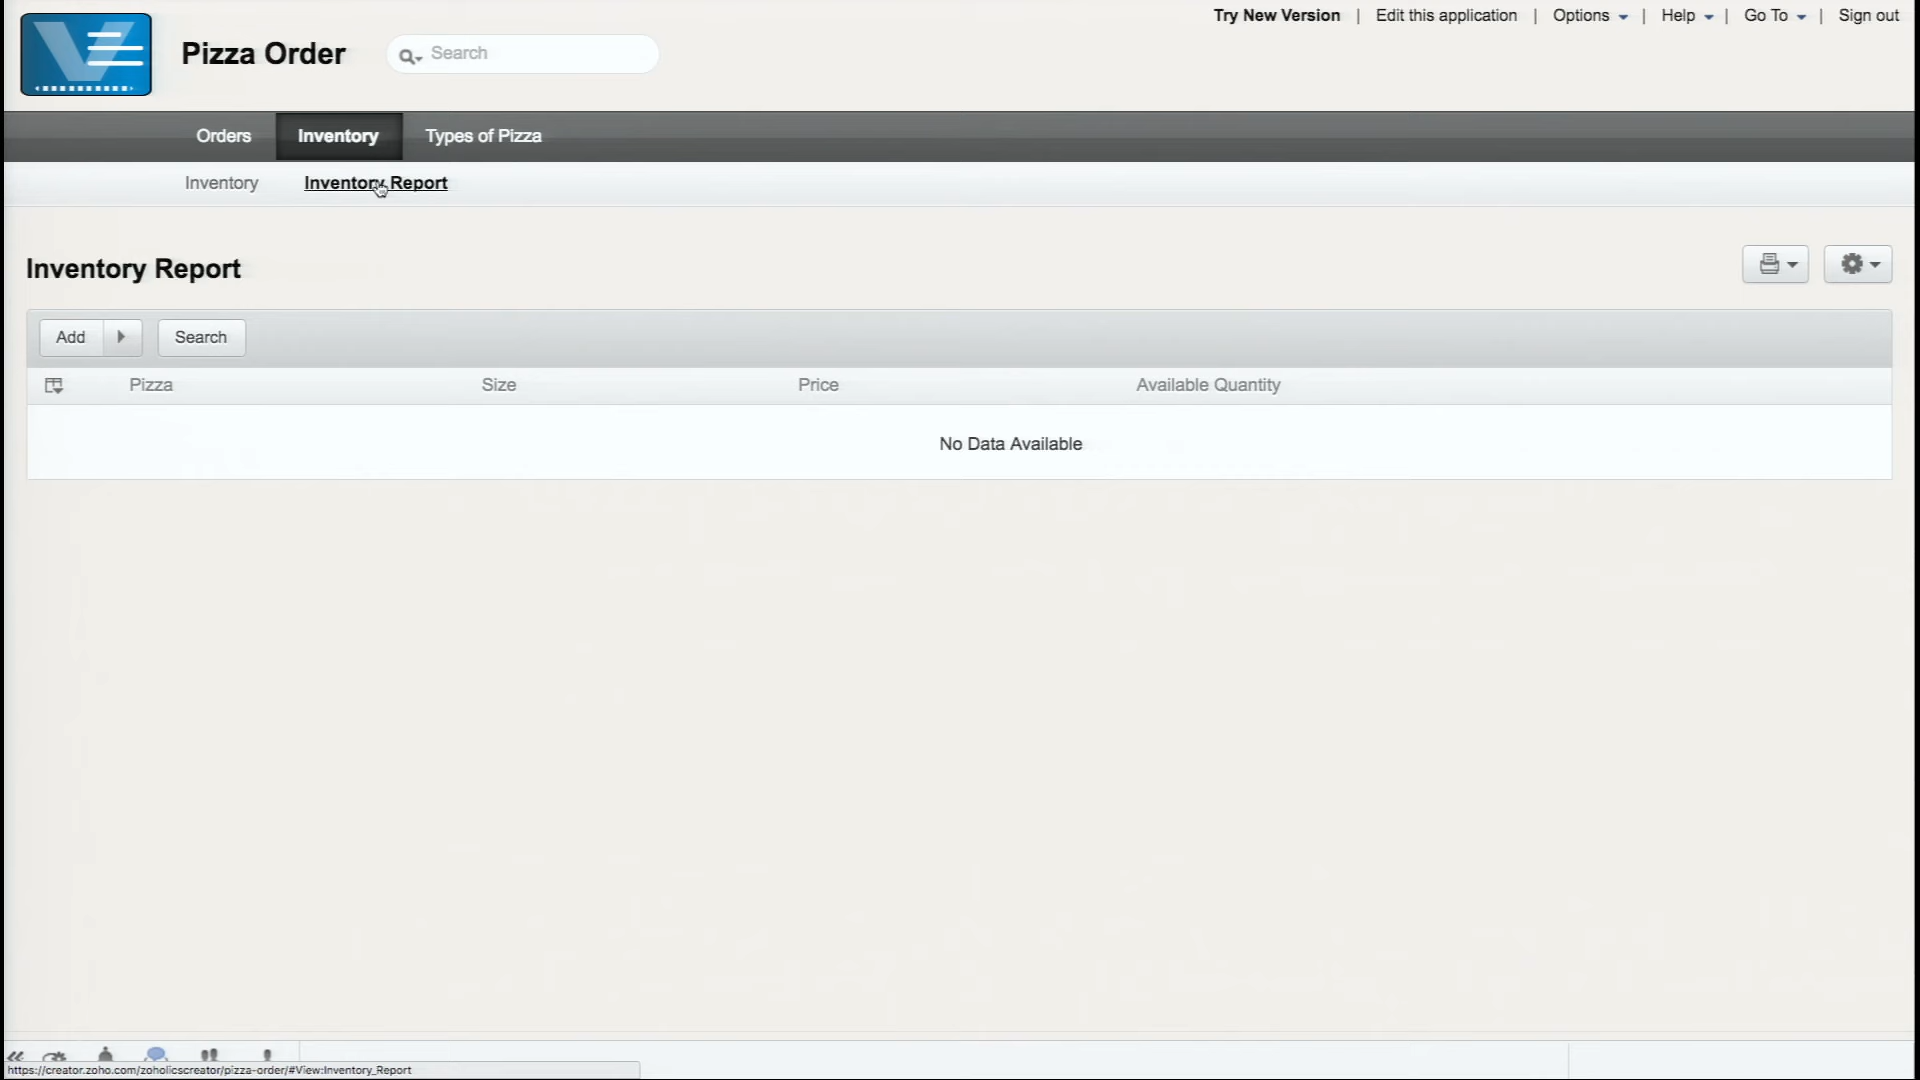 Try New Version | Edit this application | Options | Help | Go To | Sign out
Pizza Order
Search
Orders Inventory Types of Pizza
Inventory Inventory Report
Inventory Report
Add Search
Pizza Size Price Available Quantity
No Data Available
https://creator.zoho.com/zoholicscreator/pizza-order/#View:Inventory_Report